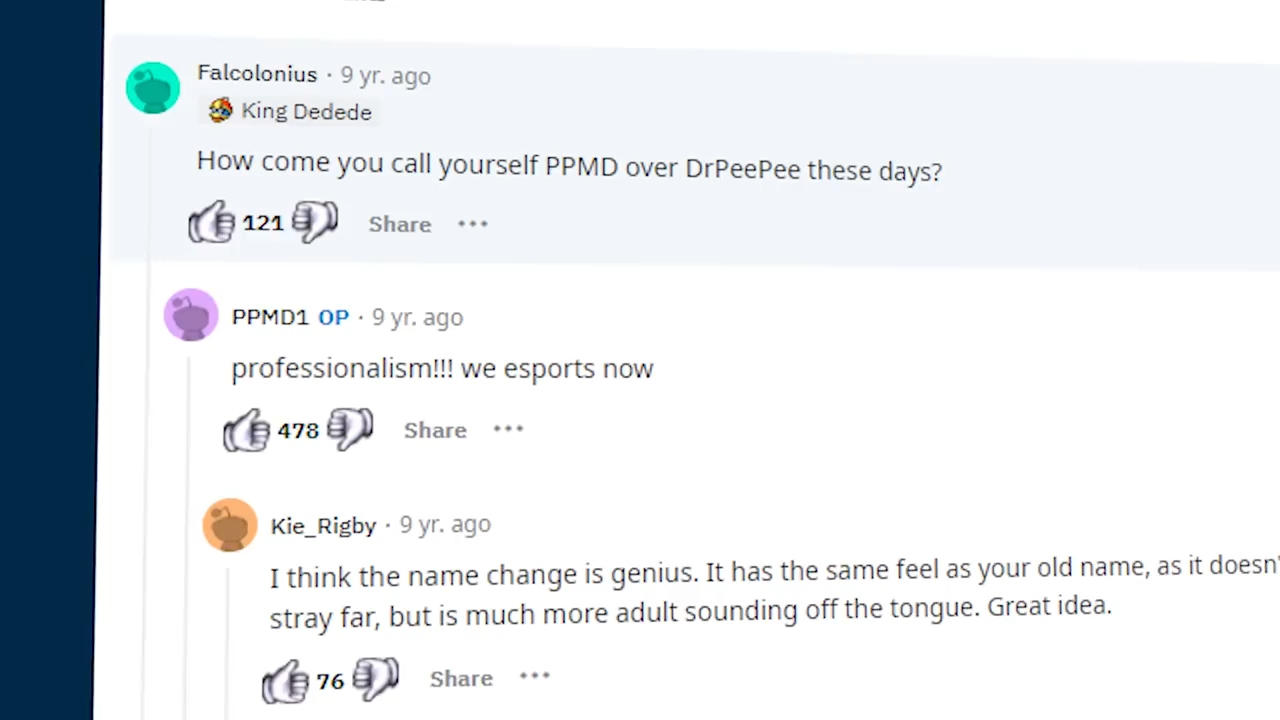 Falcolonius · 9 yr. ago
King Dedede
How come you call yourself PPMD over DrPeePee these days?
121 Share ···
PPMD1 OP · 9 yr. ago
professionalism!!! we esports now
478 Share ···
Kie_Rigby · 9 yr. ago
I think the name change is genius. It has the same feel as your old name, as it doesn'
stray far, but is much more adult sounding off the tongue. Great idea.
76 Share ···